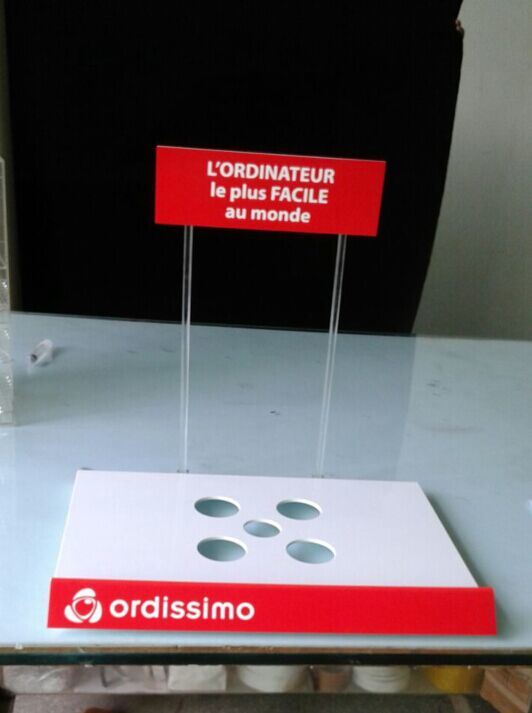 L'ORDINATEUR
le plus FACILE
au monde
ordissimo